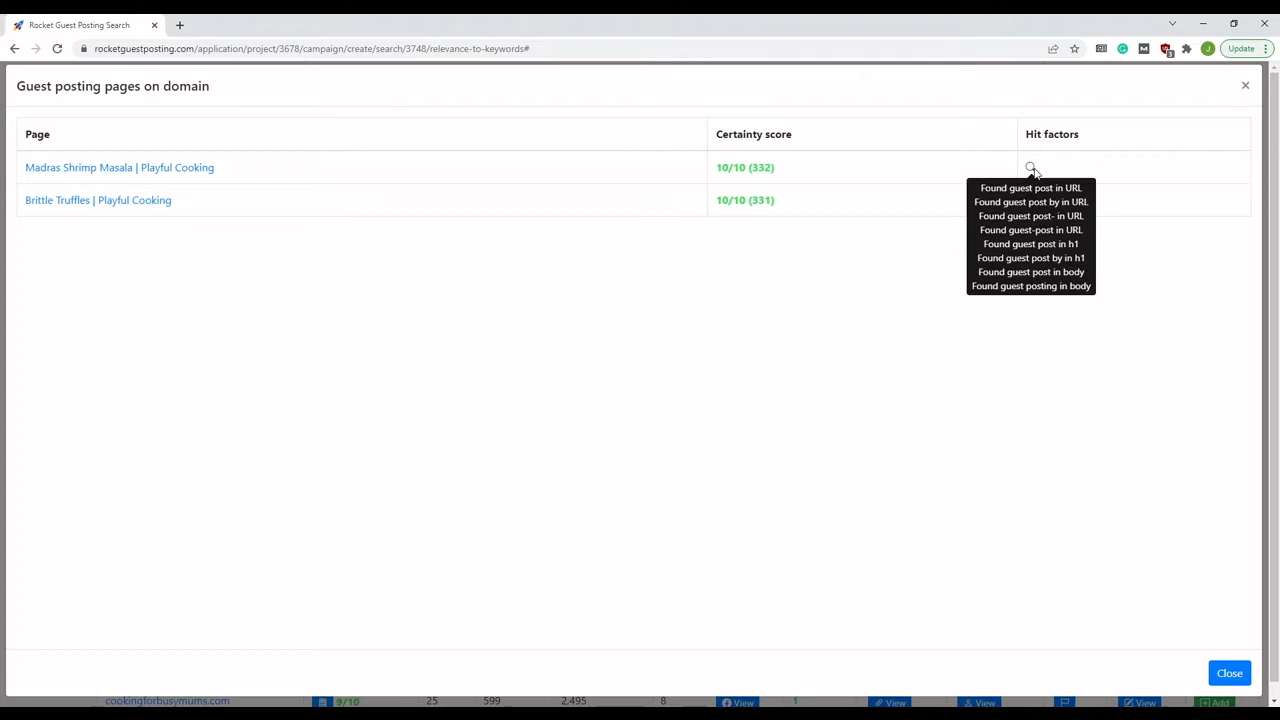 Rocket Guest Posting Search
rocketguestposting.com/application/project/3678/campaign/create/search/3748/relevance-to-keywords#
J
Update
3
Guest posting pages on domain
Page
Certainty score
Hit factors
Madras Shrimp Masala | Playful Cooking
10/10 (332)
Brittle Truffles | Playful Cooking
10/10 (331)
Found guest post in URL
Found guest post by in URL
Found guest post- in URL
Found guest-post in URL
Found guest post in h1
Found guest post by in h1
Found guest post in body
Found guest posting in body
Close
cookingforbusymums.com
9/10
25
599
2,495
8
View
1
View
View
View
Add